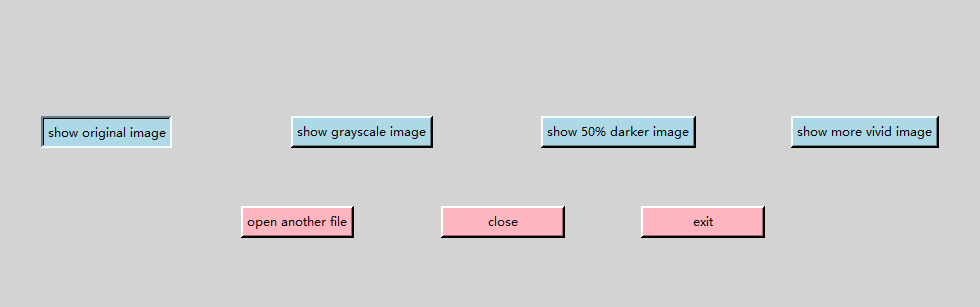 show original image
show grayscale image
show 50% darker image
show more vivid image
open another file
close
exit